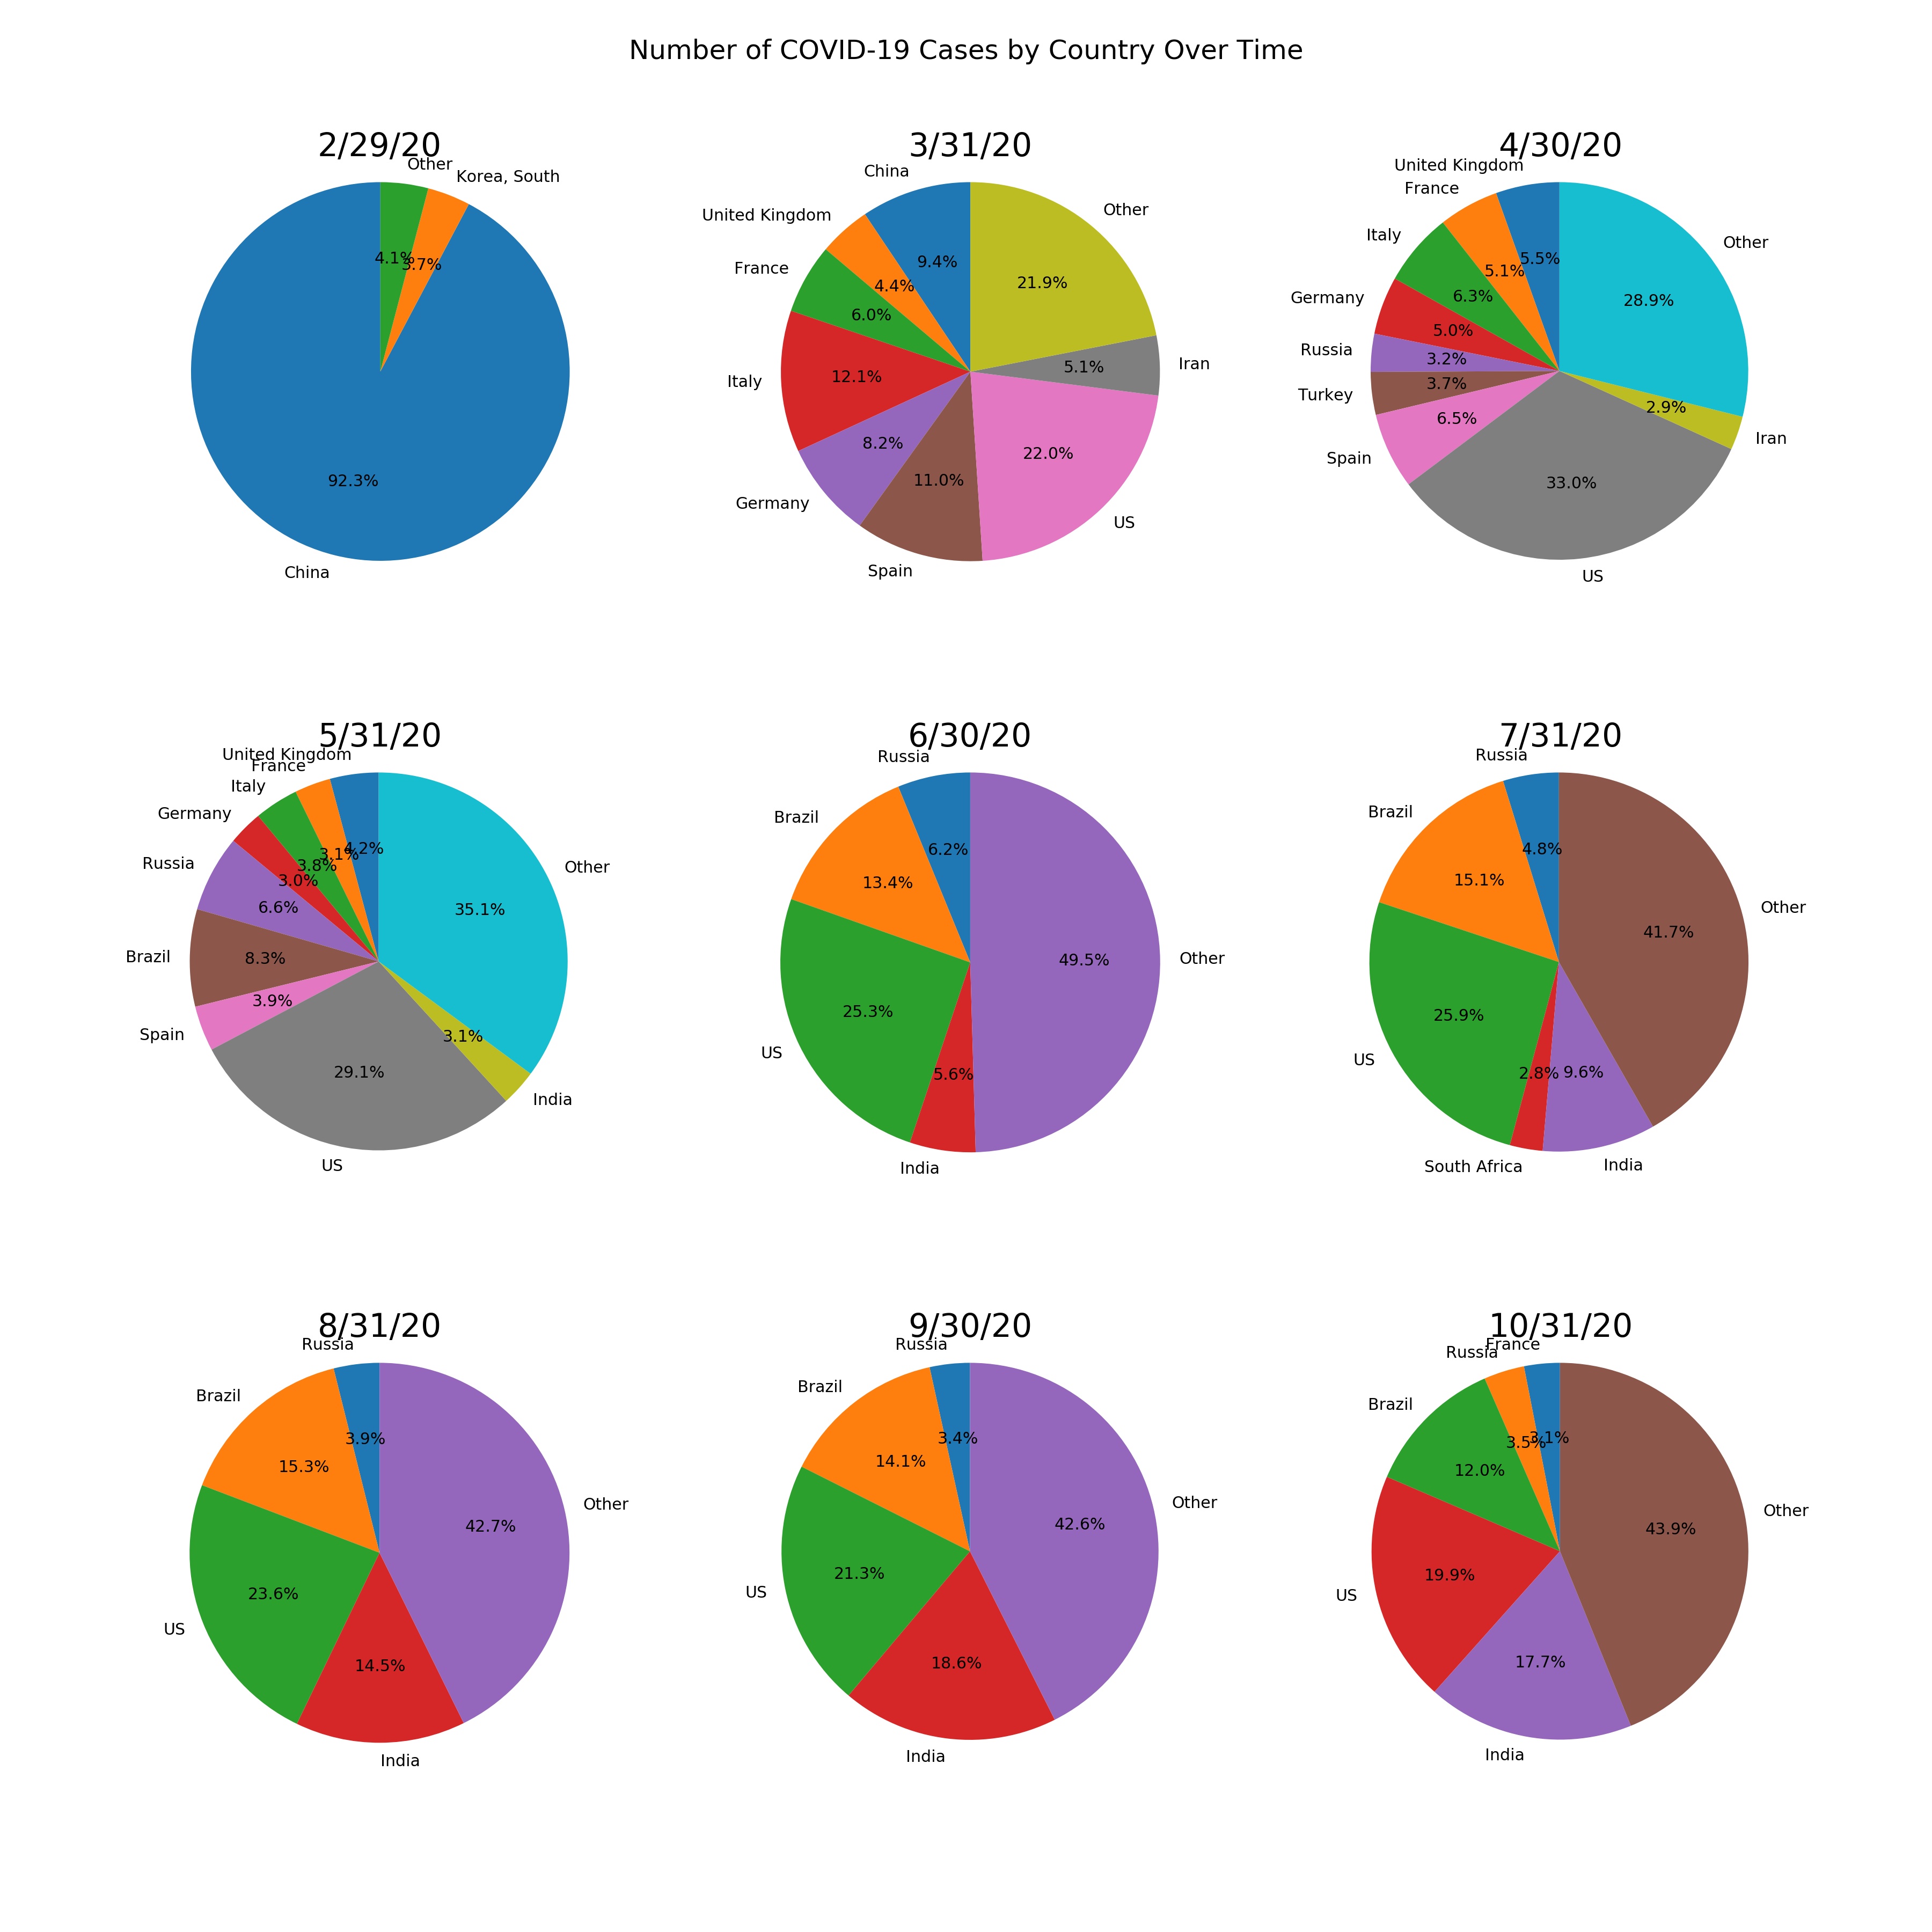 Number of COVID-19 Cases by Country Over Time
2/29/20
Other
Korea, South
4.1%
3.7%
92.3%
China
3/31/20
China
United Kingdom
France
Italy
Germany
Spain
US
Iran
Other
9.4%
4.4%
6.0%
12.1%
8.2%
11.0%
22.0%
5.1%
21.9%
4/30/20
United Kingdom
France
Italy
Germany
Russia
Turkey
Spain
US
Iran
Other
5.5%
5.1%
6.3%
5.0%
3.2%
3.7%
6.5%
33.0%
2.9%
28.9%
5/31/20
United Kingdom
France
Italy
Germany
Russia
Brazil
Spain
US
India
Other
4.2%
3.1%
3.8%
3.0%
6.6%
8.3%
3.9%
29.1%
3.1%
35.1%
6/30/20
Russia
Brazil
US
India
Other
6.2%
13.4%
25.3%
5.6%
49.5%
7/31/20
Russia
Brazil
US
South Africa
India
Other
4.8%
15.1%
25.9%
2.8%
9.6%
41.7%
8/31/20
Russia
Brazil
US
India
Other
3.9%
15.3%
23.6%
14.5%
42.7%
9/30/20
Russia
Brazil
US
India
Other
3.4%
14.1%
21.3%
18.6%
42.6%
10/31/20
France
Russia
Brazil
US
India
Other
3.1%
3.5%
12.0%
19.9%
17.7%
43.9%